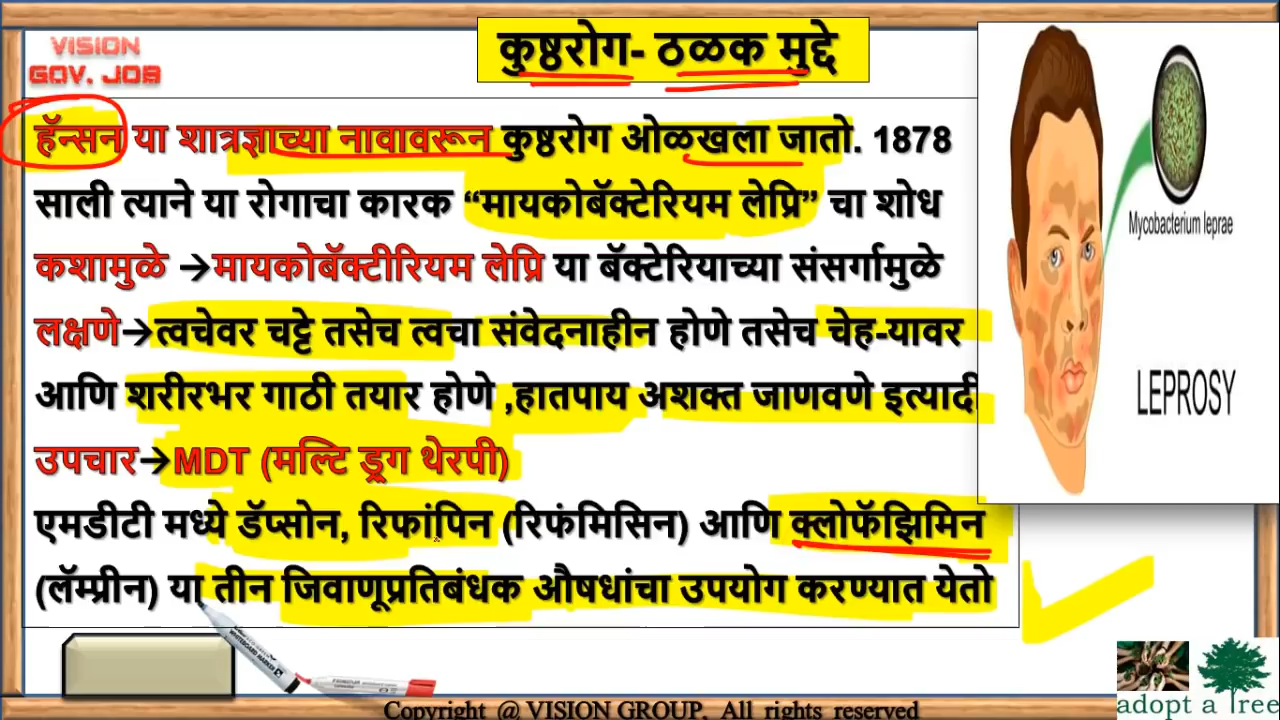 VISION
GOV. JOB
कुष्ठरोग- ठळक मुद्दे
हॅन्सन या शात्रज्ञाच्या नावावरून कुष्ठरोग ओळखला जातो. 1878
साली त्याने या रोगाचा कारक “मायकोबॅक्टेरियम लेप्रि” चा शोध
कशामुळे →मायकोबॅक्टीरियम लेप्रि या बॅक्टेरियाच्या संसर्गामुळे
लक्षणे→त्वचेवर चट्टे तसेच त्वचा संवेदनाहीन होणे तसेच चेह-यावर
आणि शरीरभर गाठी तयार होणे ,हातपाय अशक्त जाणवणे इत्यादी
उपचार→MDT (मल्टि ड्र्रग थेरपी)
एमडीटी मध्ये डॅप्सोन, रिफांपिन (रिफंमिसिन) आणि क्लोफॅझिमिन
(लॅम्प्रीन) या तीन जिवाणूप्रतिबंधक औषधांचा उपयोग करण्यात येतो
Mycobacterium leprae
LEPROSY
WHITEBOARD MARKER
adopt a Tree
Copyright @ VISION GROUP. All rights reserved